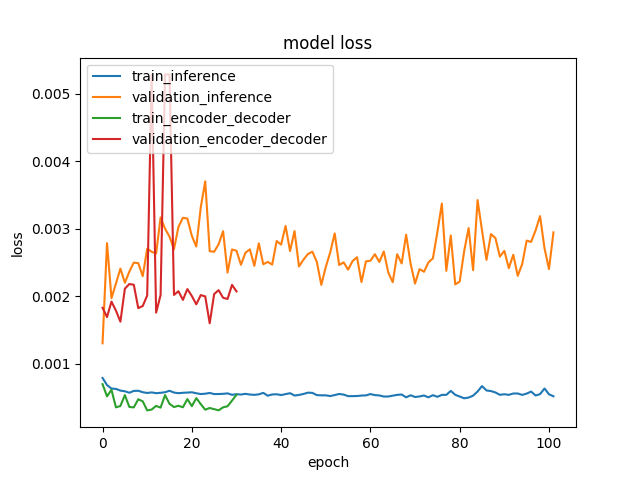 model loss
train_inference
validation_inference
train_encoder_decoder
validation_encoder_decoder
0.005
0.004
0.003
0.002
0.001
loss
0 20 40 60 80 100
epoch